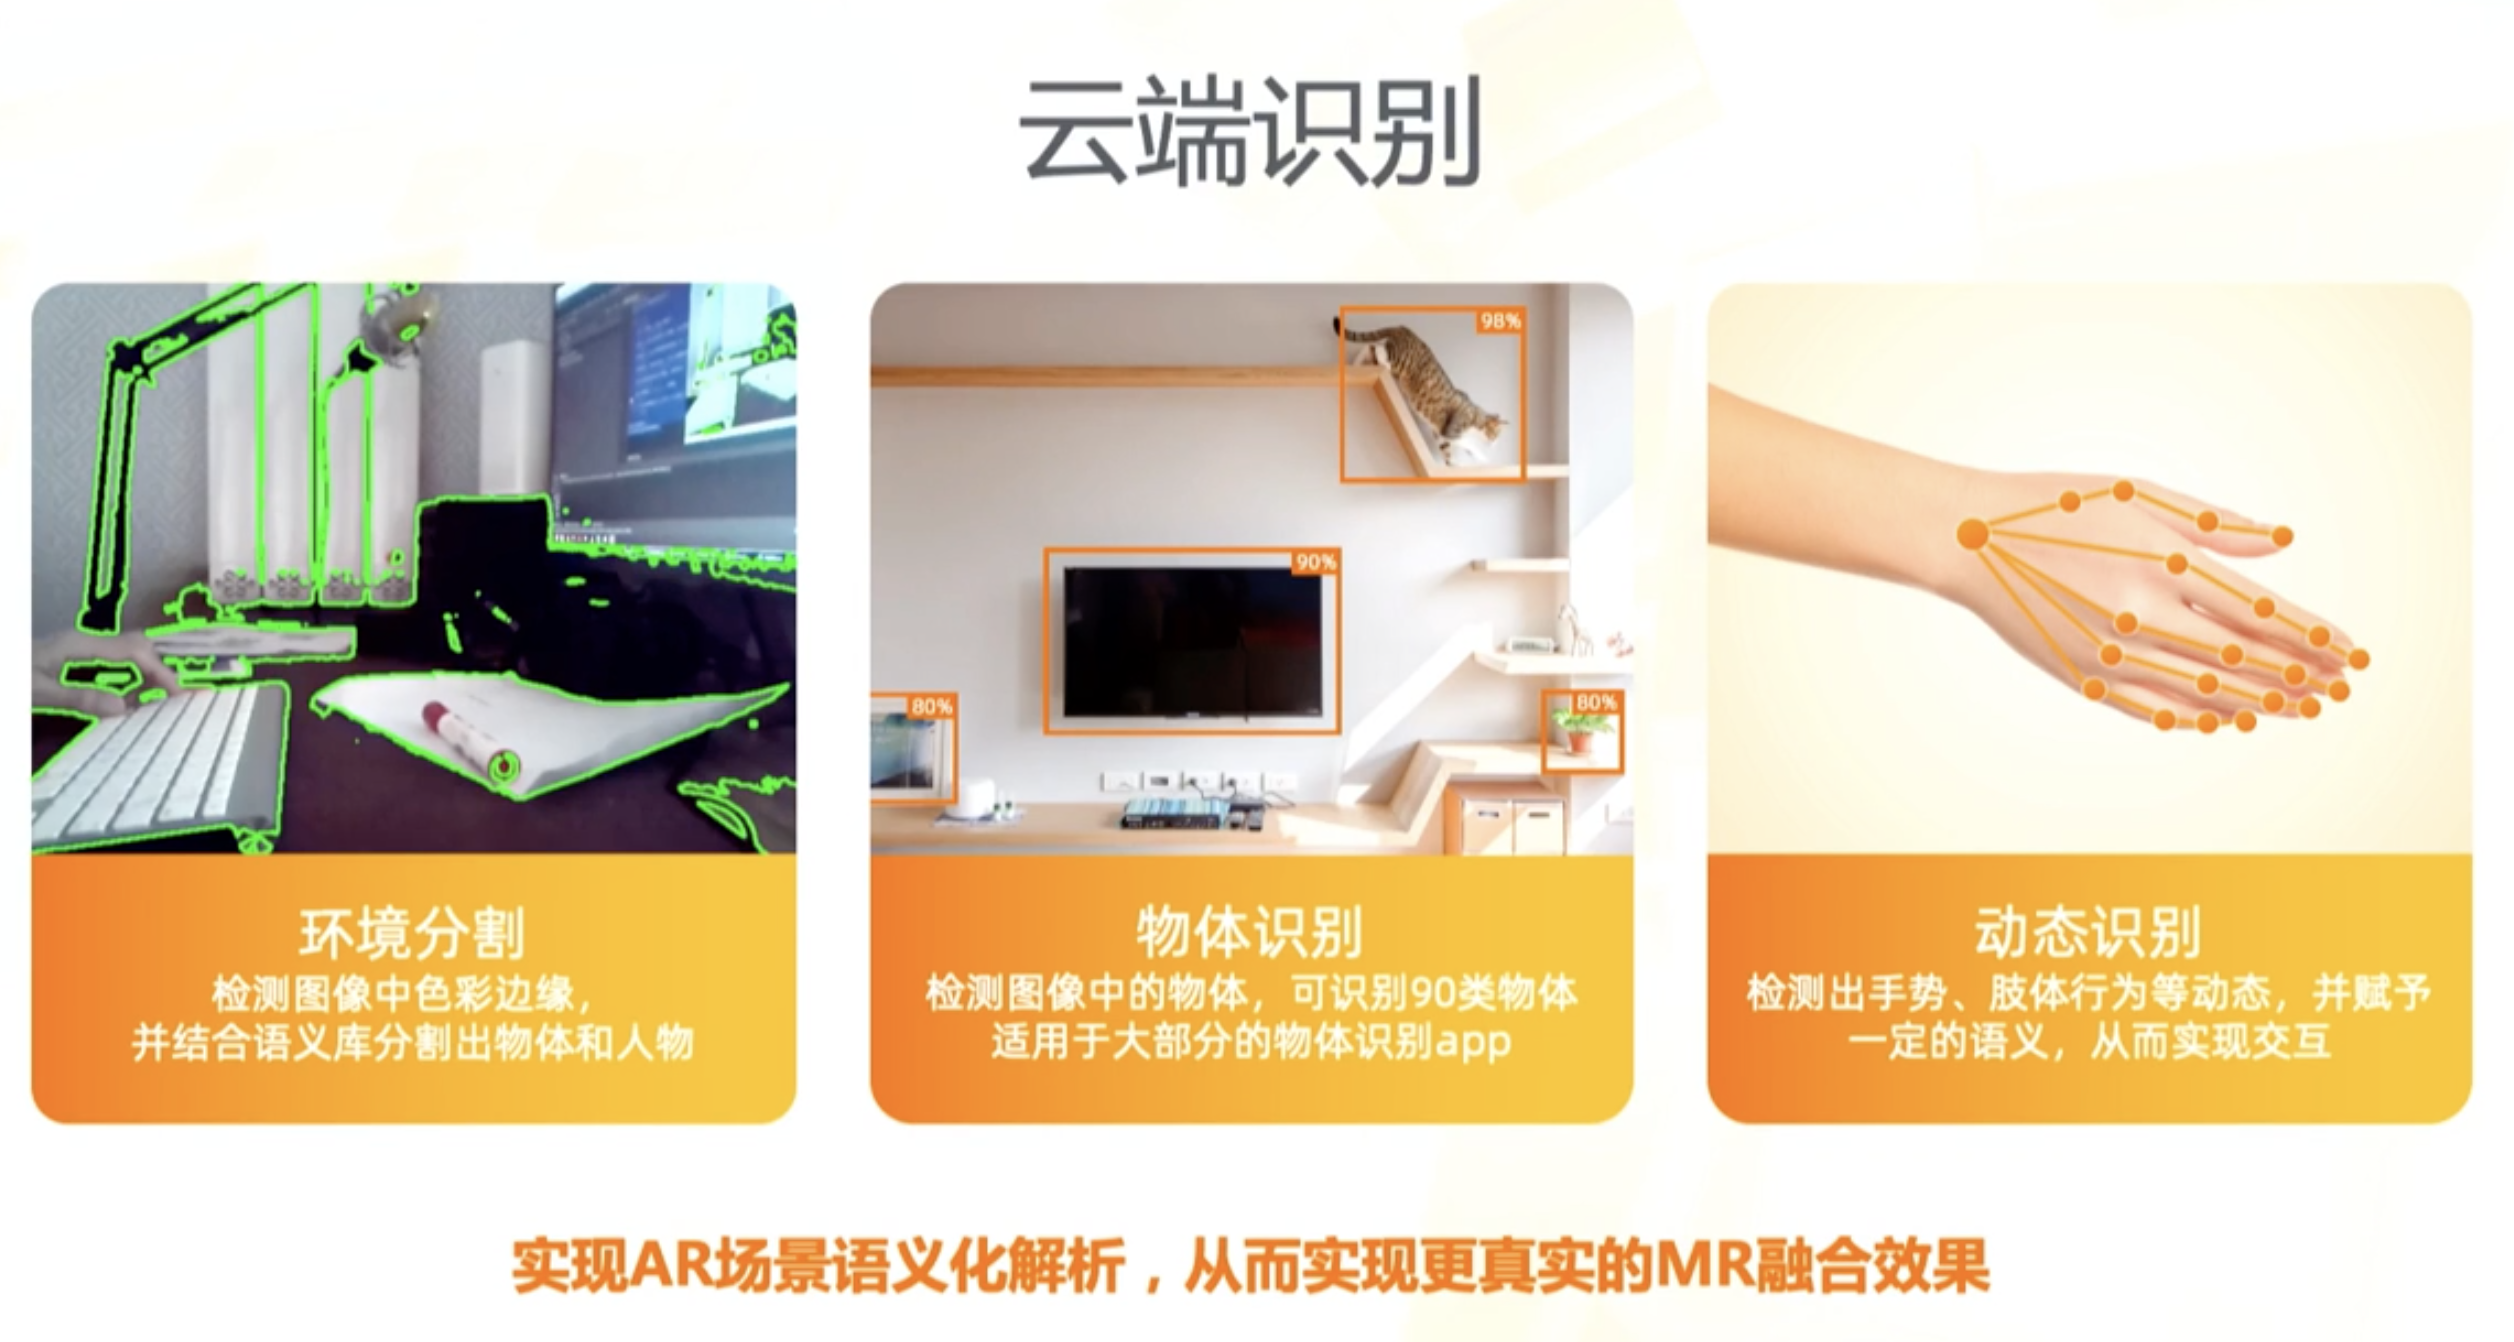 云端识别
98%
90%
80%
80%
环境分割
检测图像中色彩边缘，
并结合语义库分割出物体和人物
物体识别
检测图像中的物体，可识别90类物体
适用于大部分的物体识别app
动态识别
检测出手势、肢体行为等动态，并赋予
一定的语义，从而实现交互
实现AR场景语义化解析，从而实现更真实的MR融合效果